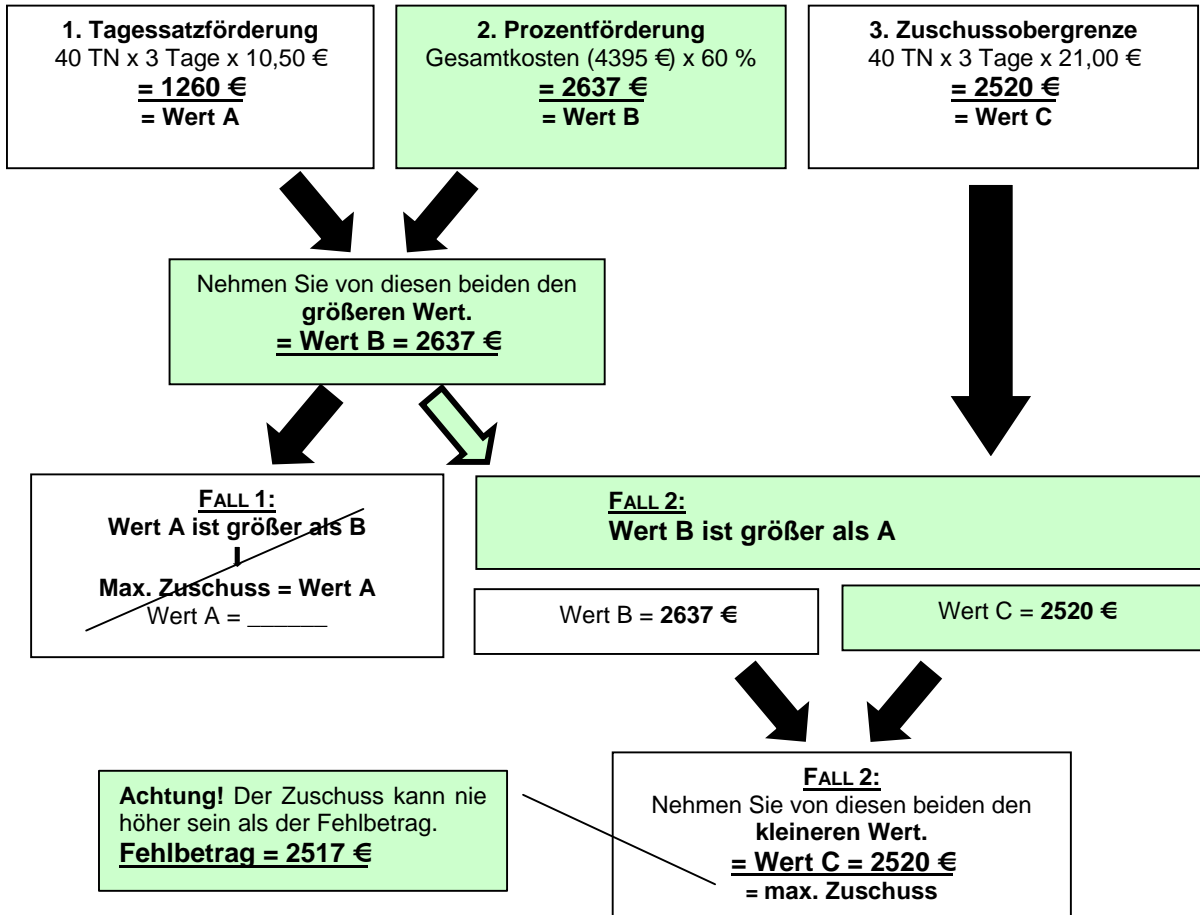 1. Tagessatzförderung
40 TN x 3 Tage x 10,50 €
= 1260 €
= Wert A
2. Prozentförderung
Gesamtkosten (4395 €) x 60 %
= 2637 €
= Wert B
3. Zuschussobergrenze
40 TN x 3 Tage x 21,00 €
= 2520 €
= Wert C
Nehmen Sie von diesen beiden den
größeren Wert.
= Wert B = 2637 €
FALL 1:
Wert A ist größer als B
Max. Zuschuss = Wert A
Wert A = ______
FALL 2:
Wert B ist größer als A
Wert B = 2637 €
Wert C = 2520 €
Achtung! Der Zuschuss kann nie
höher sein als der Fehlbetrag.
Fehlbetrag = 2517 €
FALL 2:
Nehmen Sie von diesen beiden den
kleineren Wert.
= Wert C = 2520 €
= max. Zuschuss